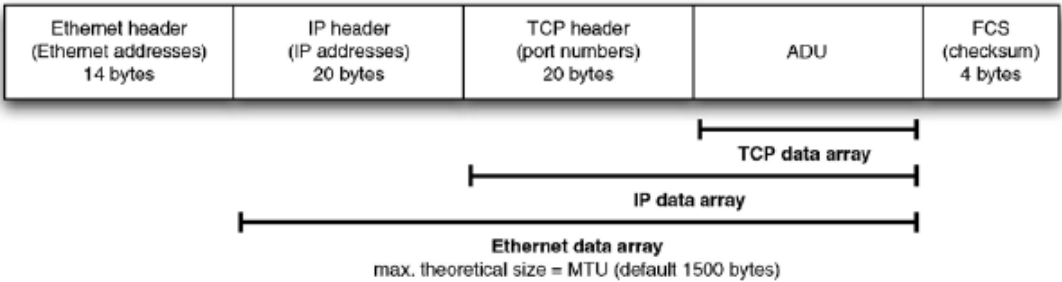 Ethernet header
(Ethernet addresses)
14 bytes
IP header
(IP addresses)
20 bytes
TCP header
(port numbers)
20 bytes
ADU
FCS
(checksum)
4 bytes
TCP data array
IP data array
Ethernet data array
max. theoretical size = MTU (default 1500 bytes)